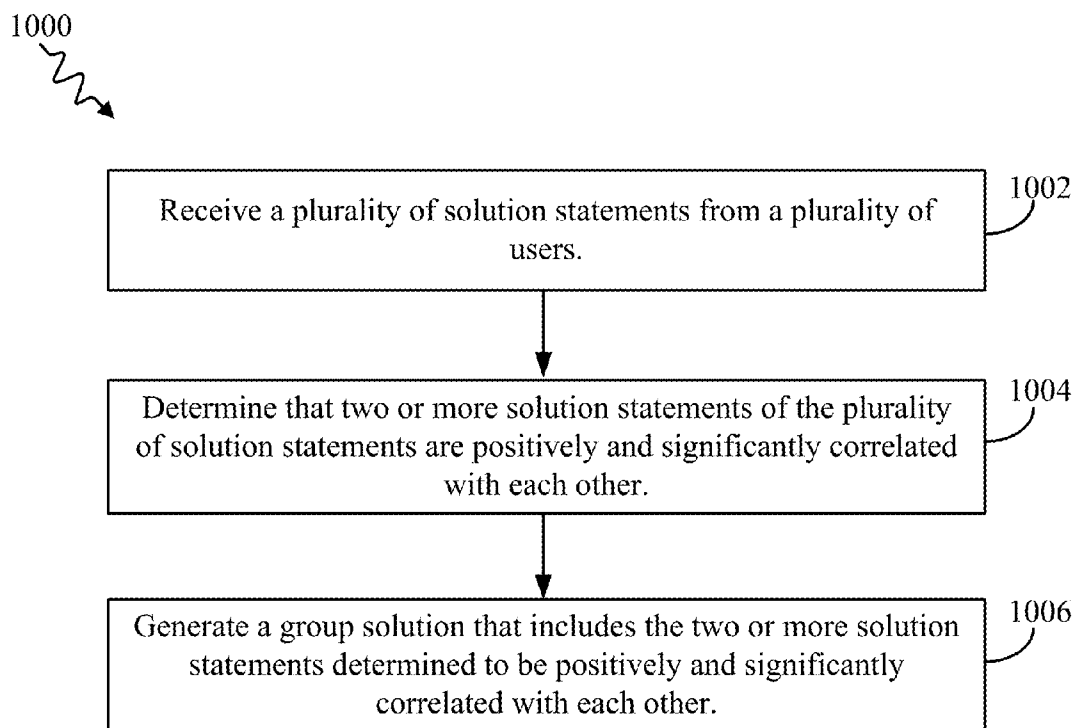 1000
1002
Receive a plurality of solution statements from a plurality of
users.
1004
Determine that two or more solution statements of the plurality
of solution statements are positively and significantly correlated
with each other.
1006
Generate a group solution that includes the two or more solution
statements determined to be positively and significantly
correlated with each other.